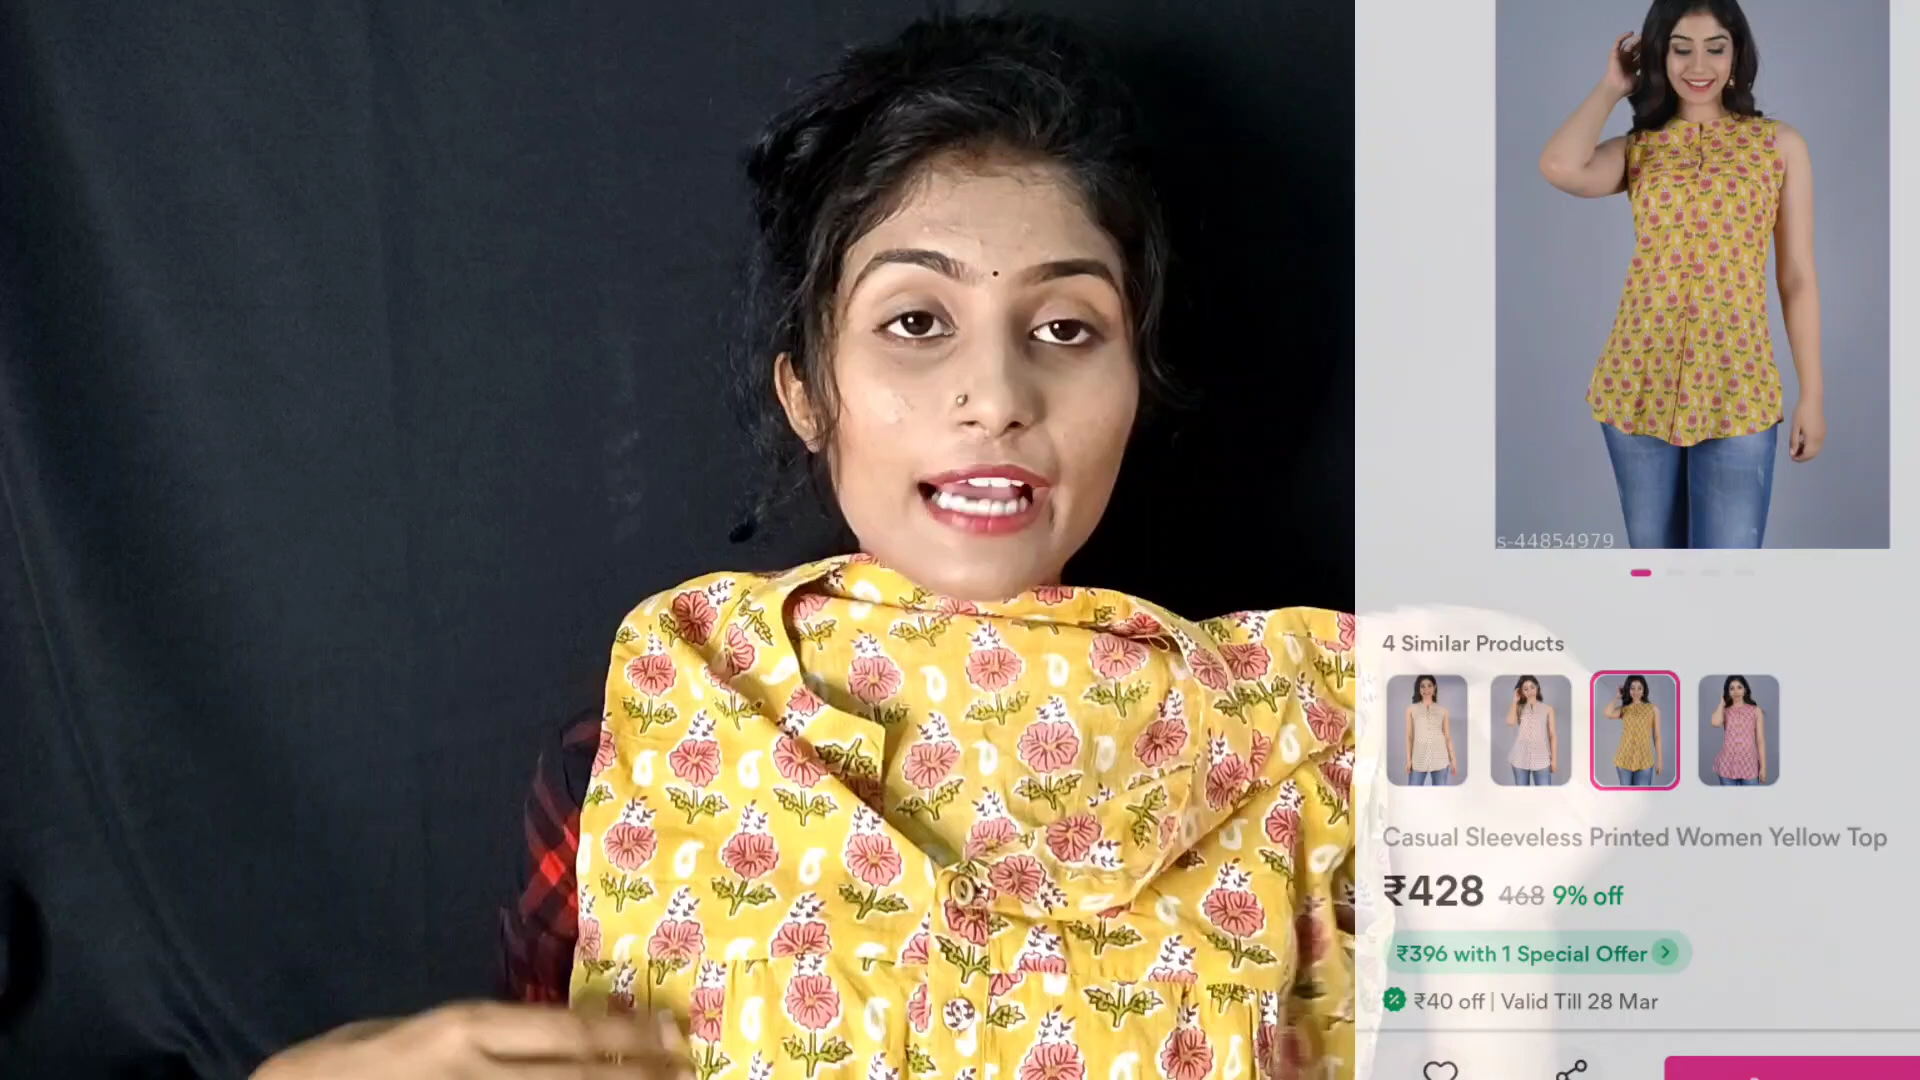 s-44854979
4 Similar Products
Casual Sleeveless Printed Women Yellow Top
₹428 468 9% off
₹396 with 1 Special Offer
₹40 off | Valid Till 28 Mar